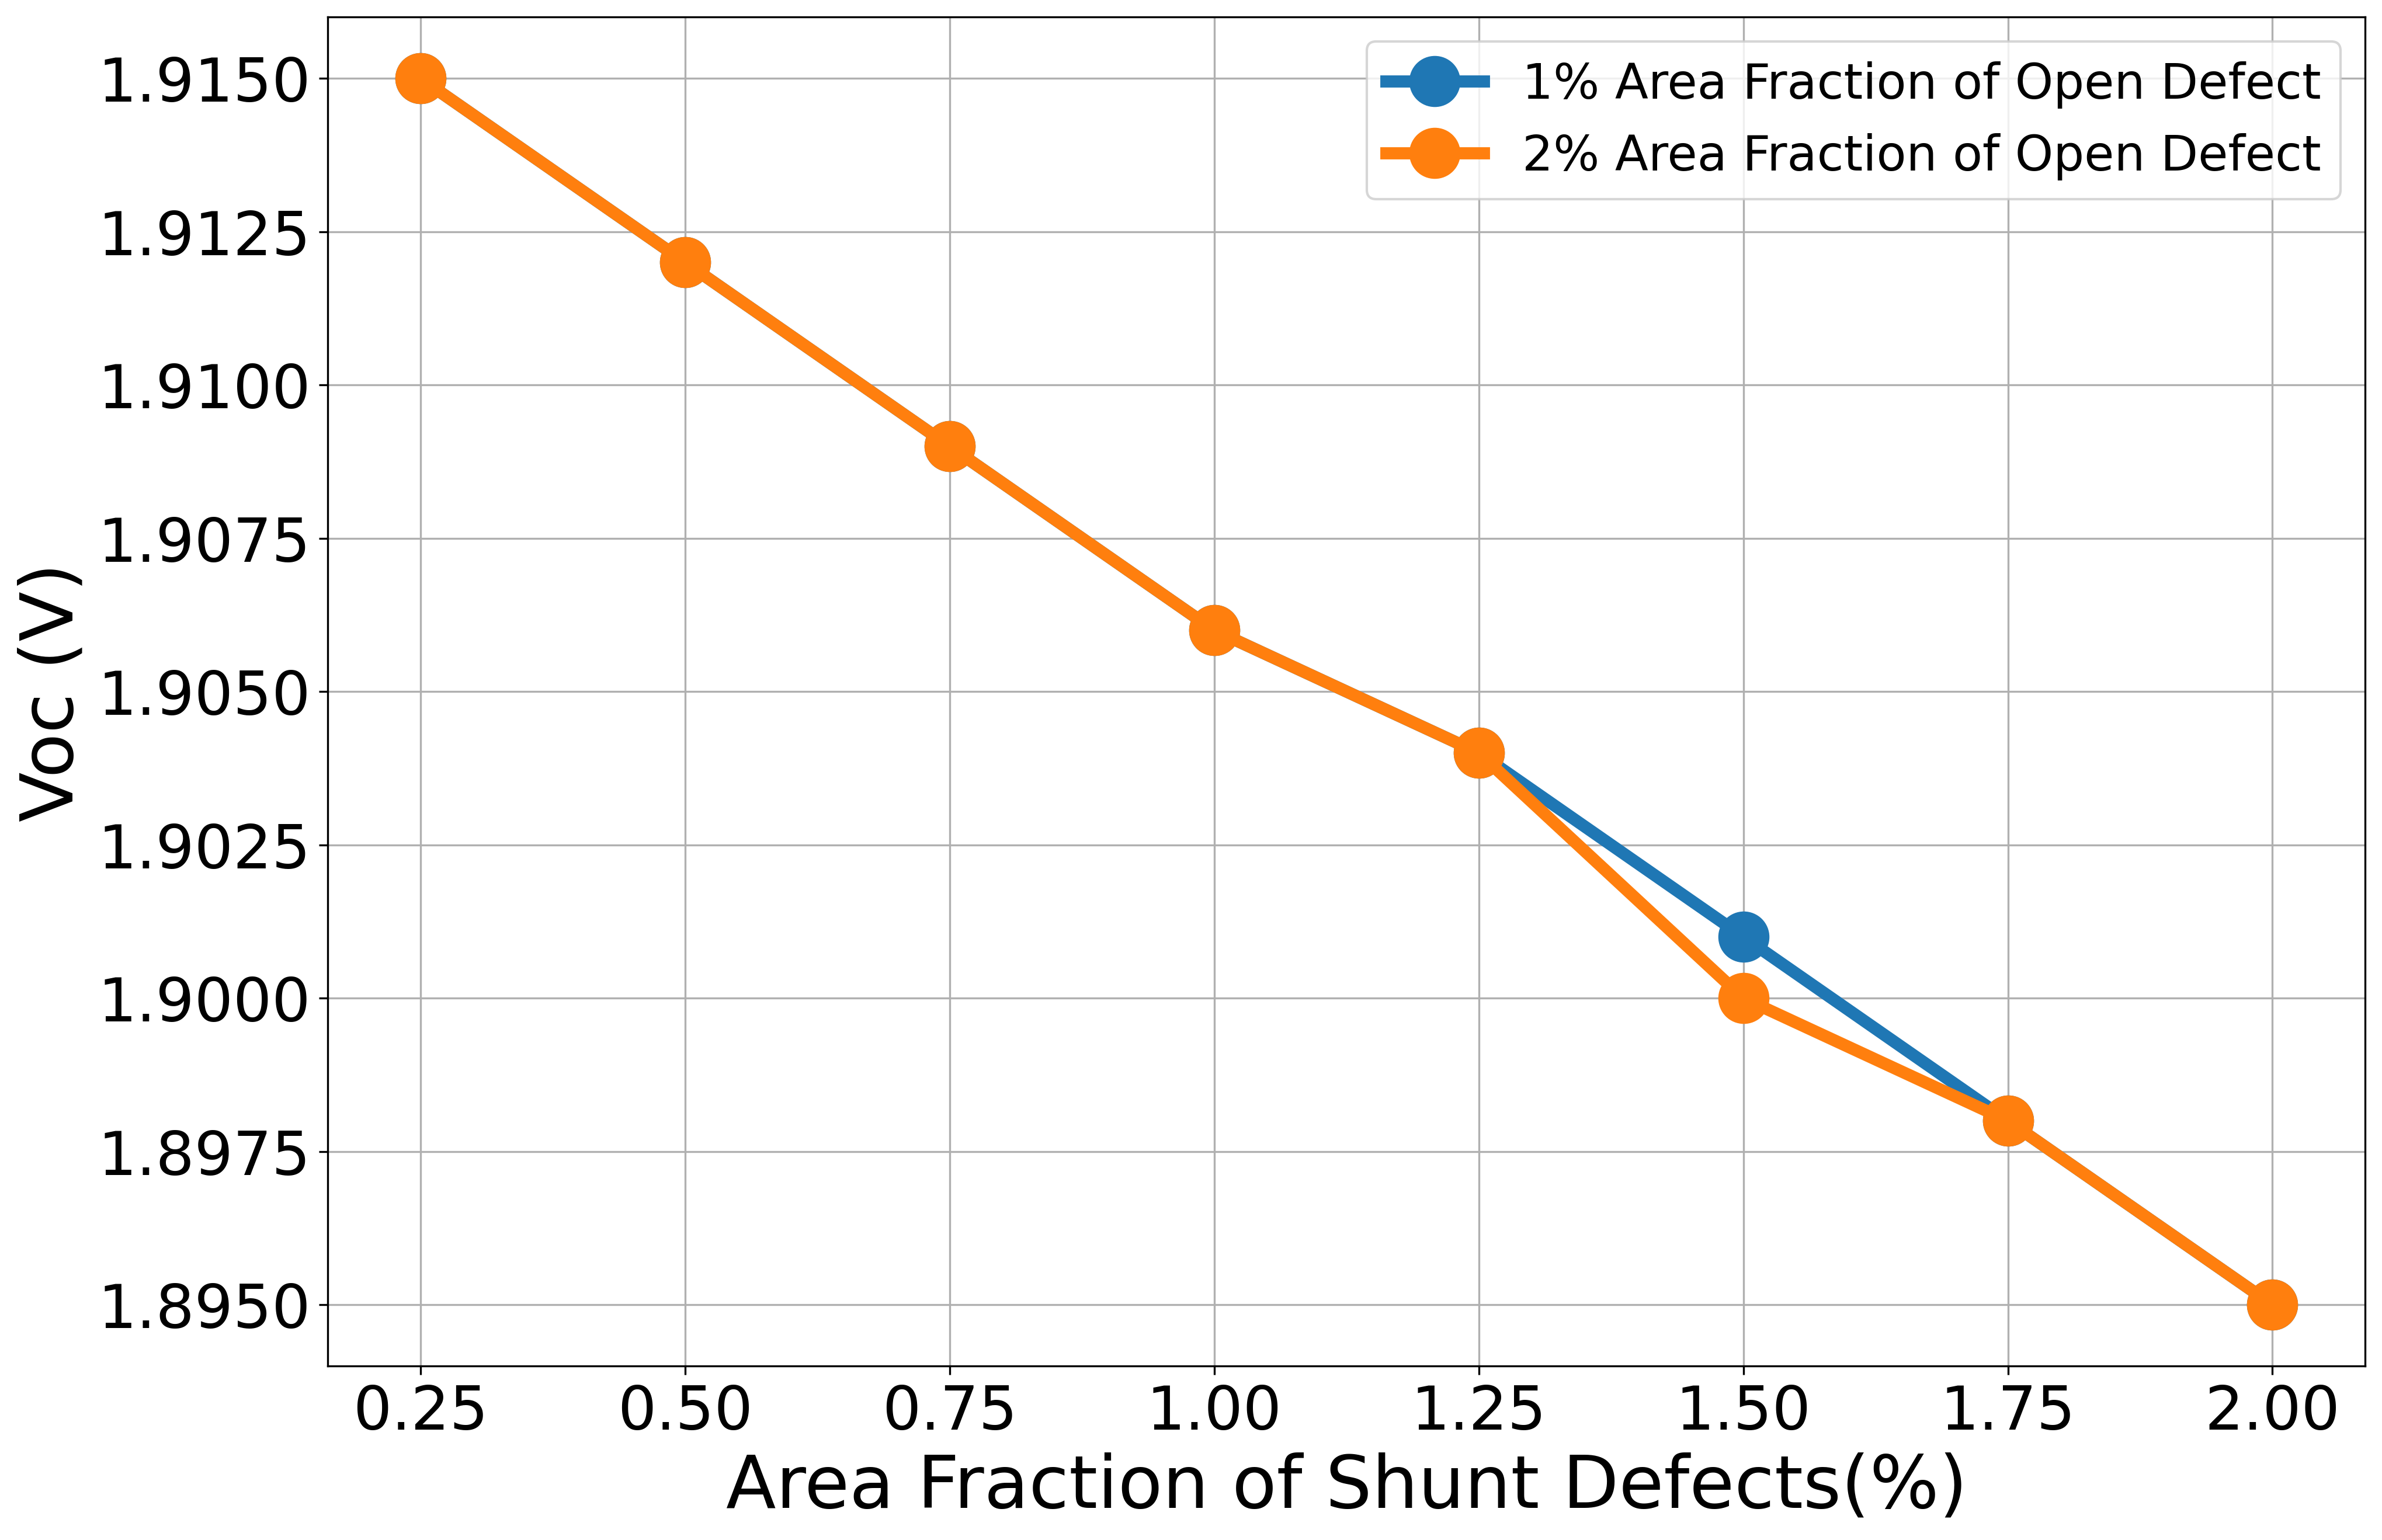 1% Area Fraction of Open Defect
2% Area Fraction of Open Defect
1.9150
1.9125
1.9100
1.9075
1.9050
1.9025
1.9000
1.8975
1.8950
Voc (V)
0.25 0.50 0.75 1.00 1.25 1.50 1.75 2.00
Area Fraction of Shunt Defects(%)